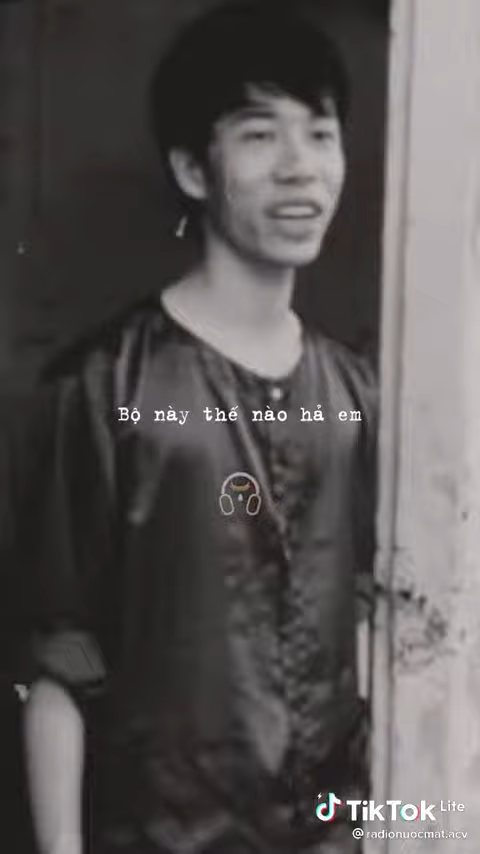 Bộ này thế nào hả em
TikTok Lite
@radionuocmat.acv